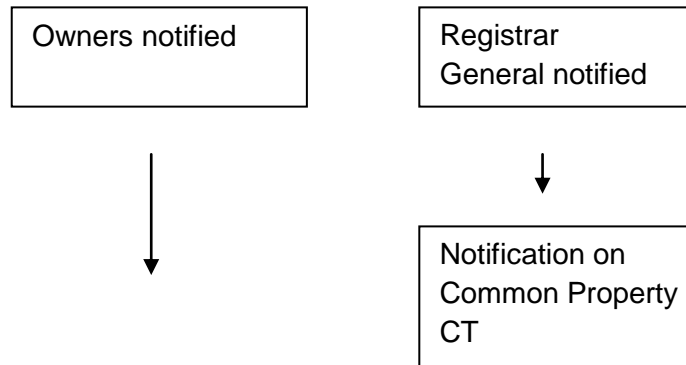 Owners notified
Registrar
General notified
Notification on
Common Property
CT